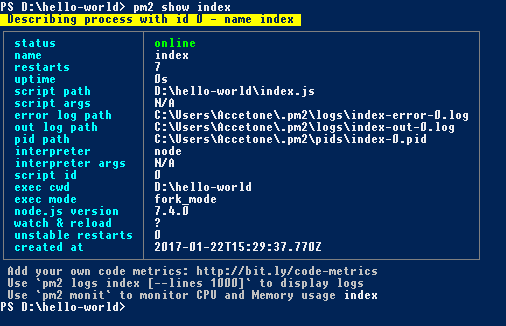 PS D:\hello-world> pm2 show index
Describing process with id 0 - name index
status online
name index
restarts 7
uptime 0s
script path D:\hello-world\index.js
script args N/A
error log path C:\Users\Accetone\.pm2\logs\index-error-0.log
out log path C:\Users\Accetone\.pm2\logs\index-out-0.log
pid path C:\Users\Accetone\.pm2\pids\index-0.pid
interpreter node
interpreter args N/A
script id 0
exec cwd D:\hello-world
exec mode fork_mode
node.js version 7.4.0
watch & reload ?
unstable restarts 0
created at 2017-01-22T15:29:37.770Z
Add your own code metrics: http://bit.ly/code-metrics
Use `pm2 logs index [--lines 1000]` to display logs
Use `pm2 monit` to monitor CPU and Memory usage index
PS D:\hello-world>